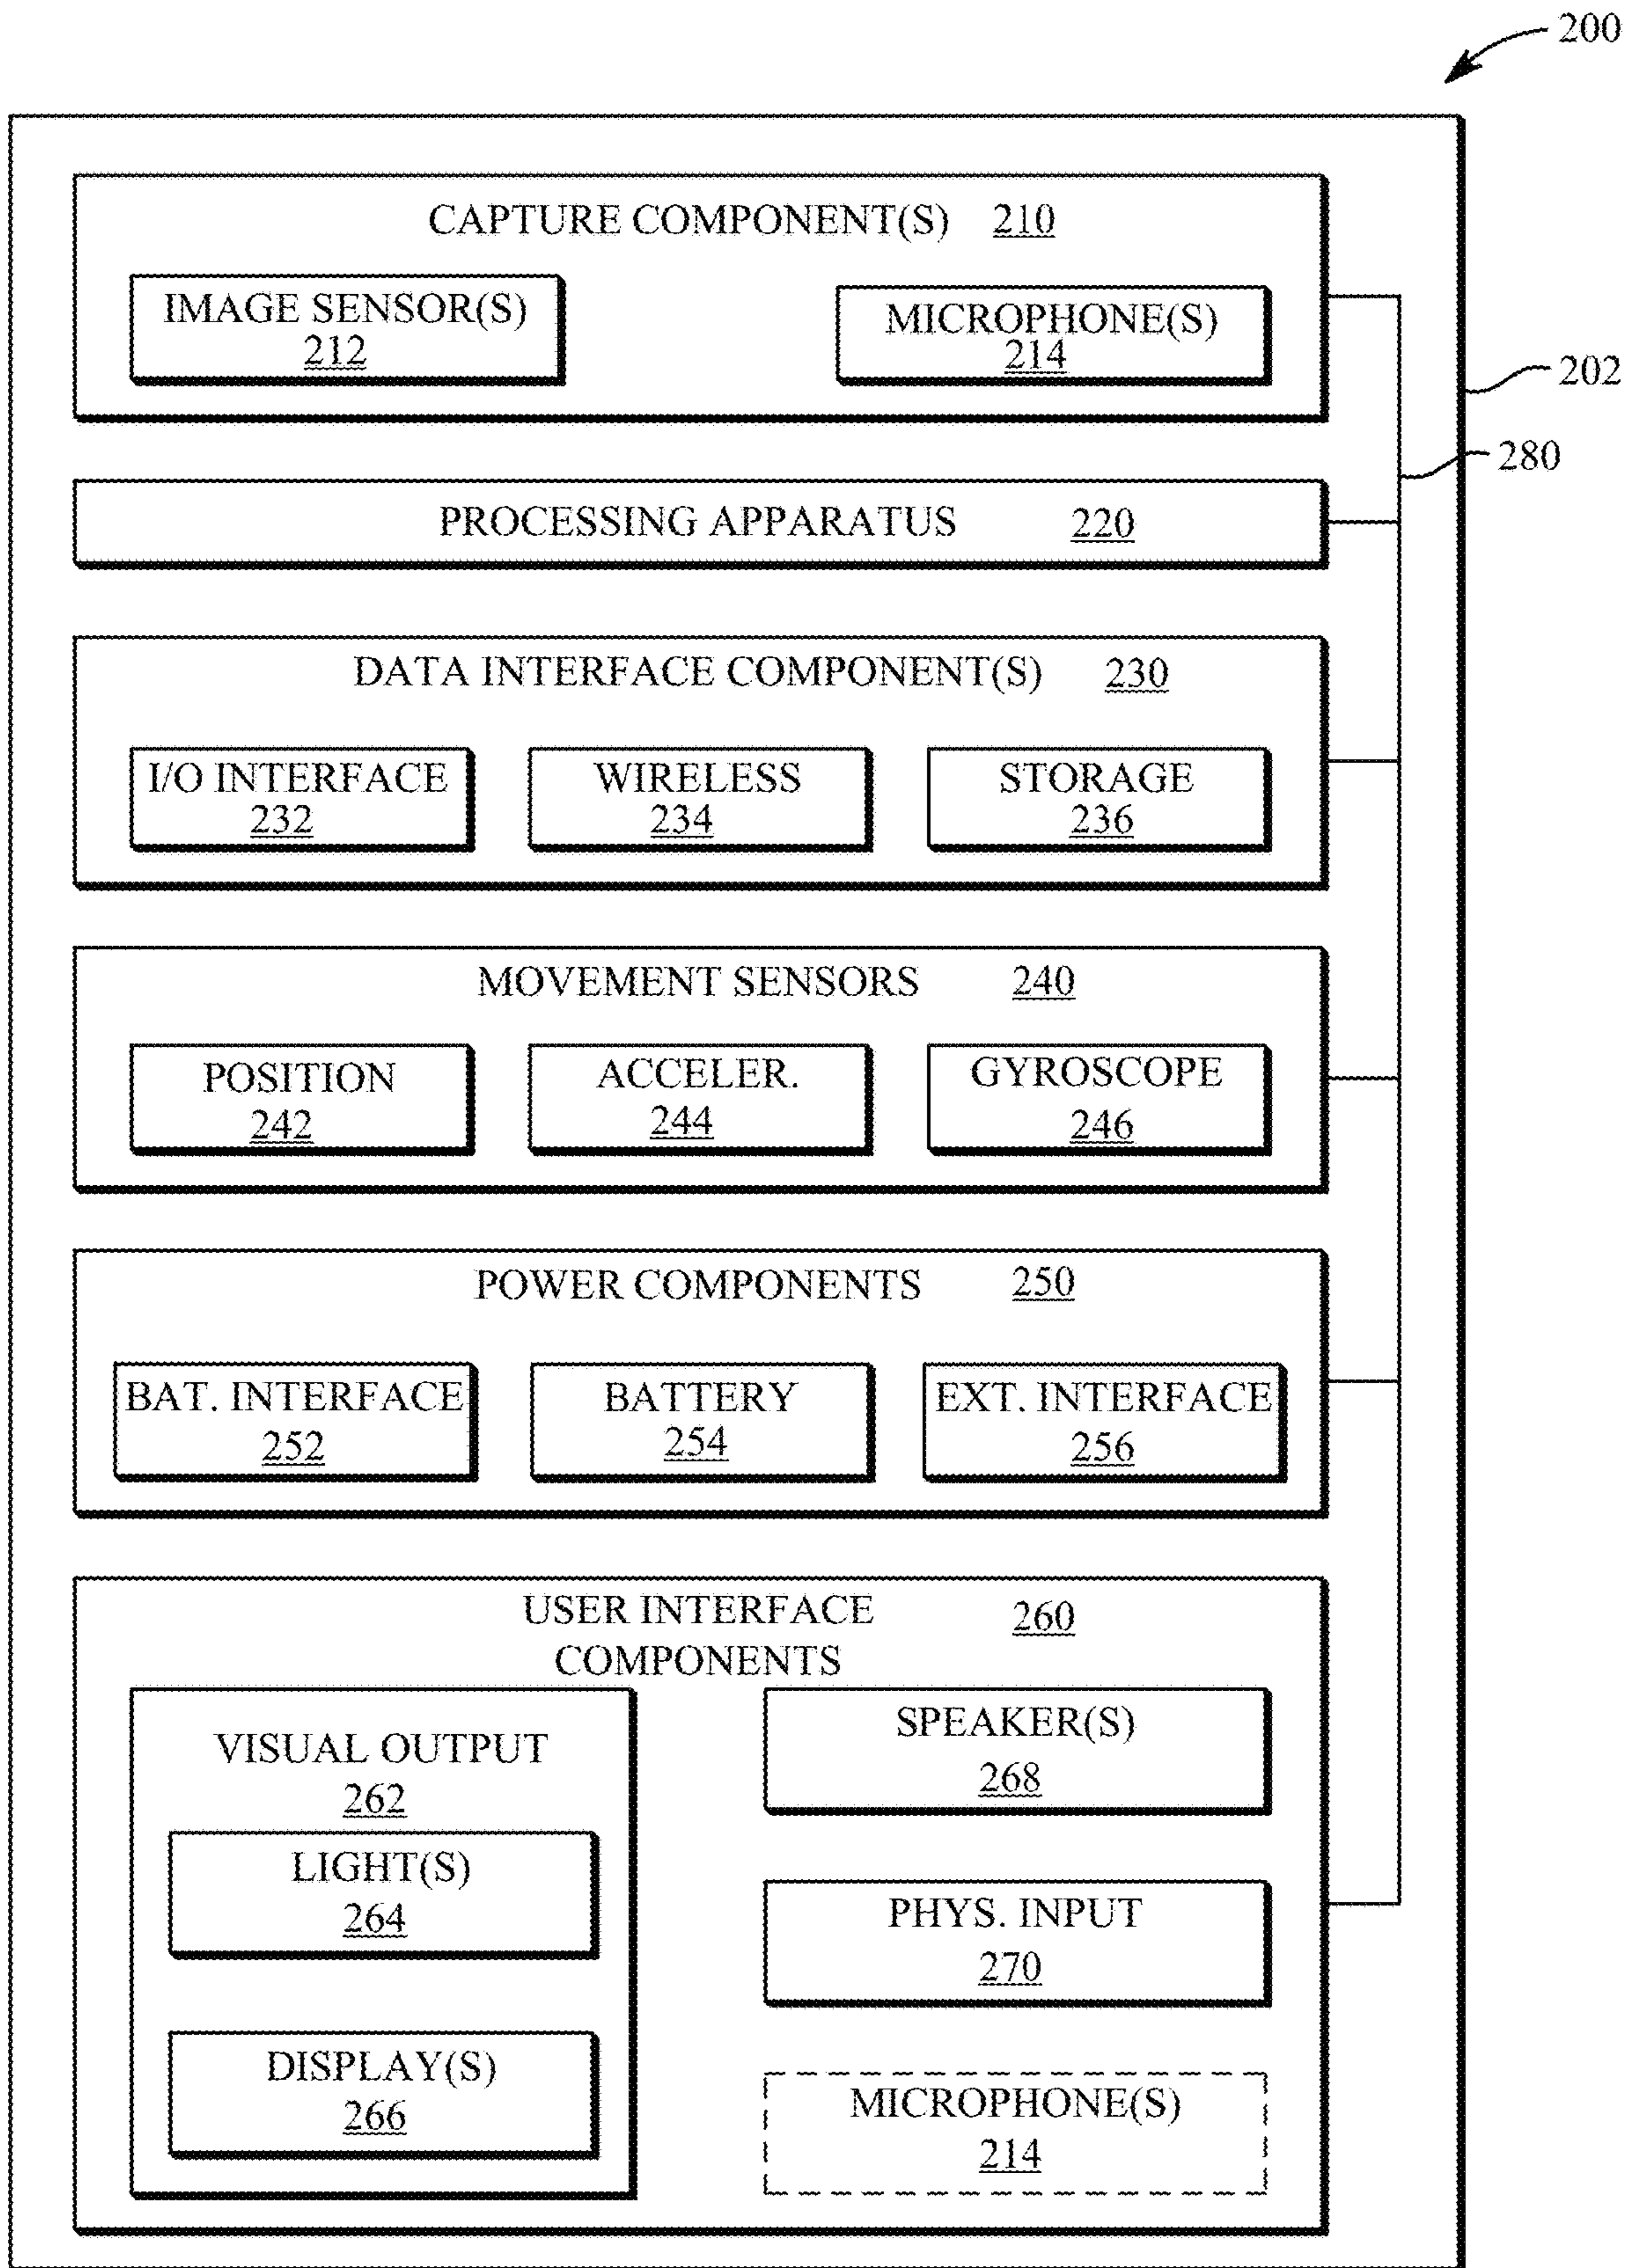 200
CAPTURE COMPONENT(S) 210
IMAGE SENSOR(S)
212
MICROPHONE(S)
214
202
280
PROCESSING APPARATUS 220
DATA INTERFACE COMPONENT(S) 230
I/O INTERFACE
232
WIRELESS
234
STORAGE
236
MOVEMENT SENSORS 240
POSITION
242
ACCELER.
244
GYROSCOPE
246
POWER COMPONENTS 250
BAT. INTERFACE
252
BATTERY
254
EXT. INTERFACE
256
USER INTERFACE 260
COMPONENTS
VISUAL OUTPUT
262
LIGHT(S)
264
DISPLAY(S)
266
SPEAKER(S)
268
PHYS. INPUT
270
MICROPHONE(S)
214